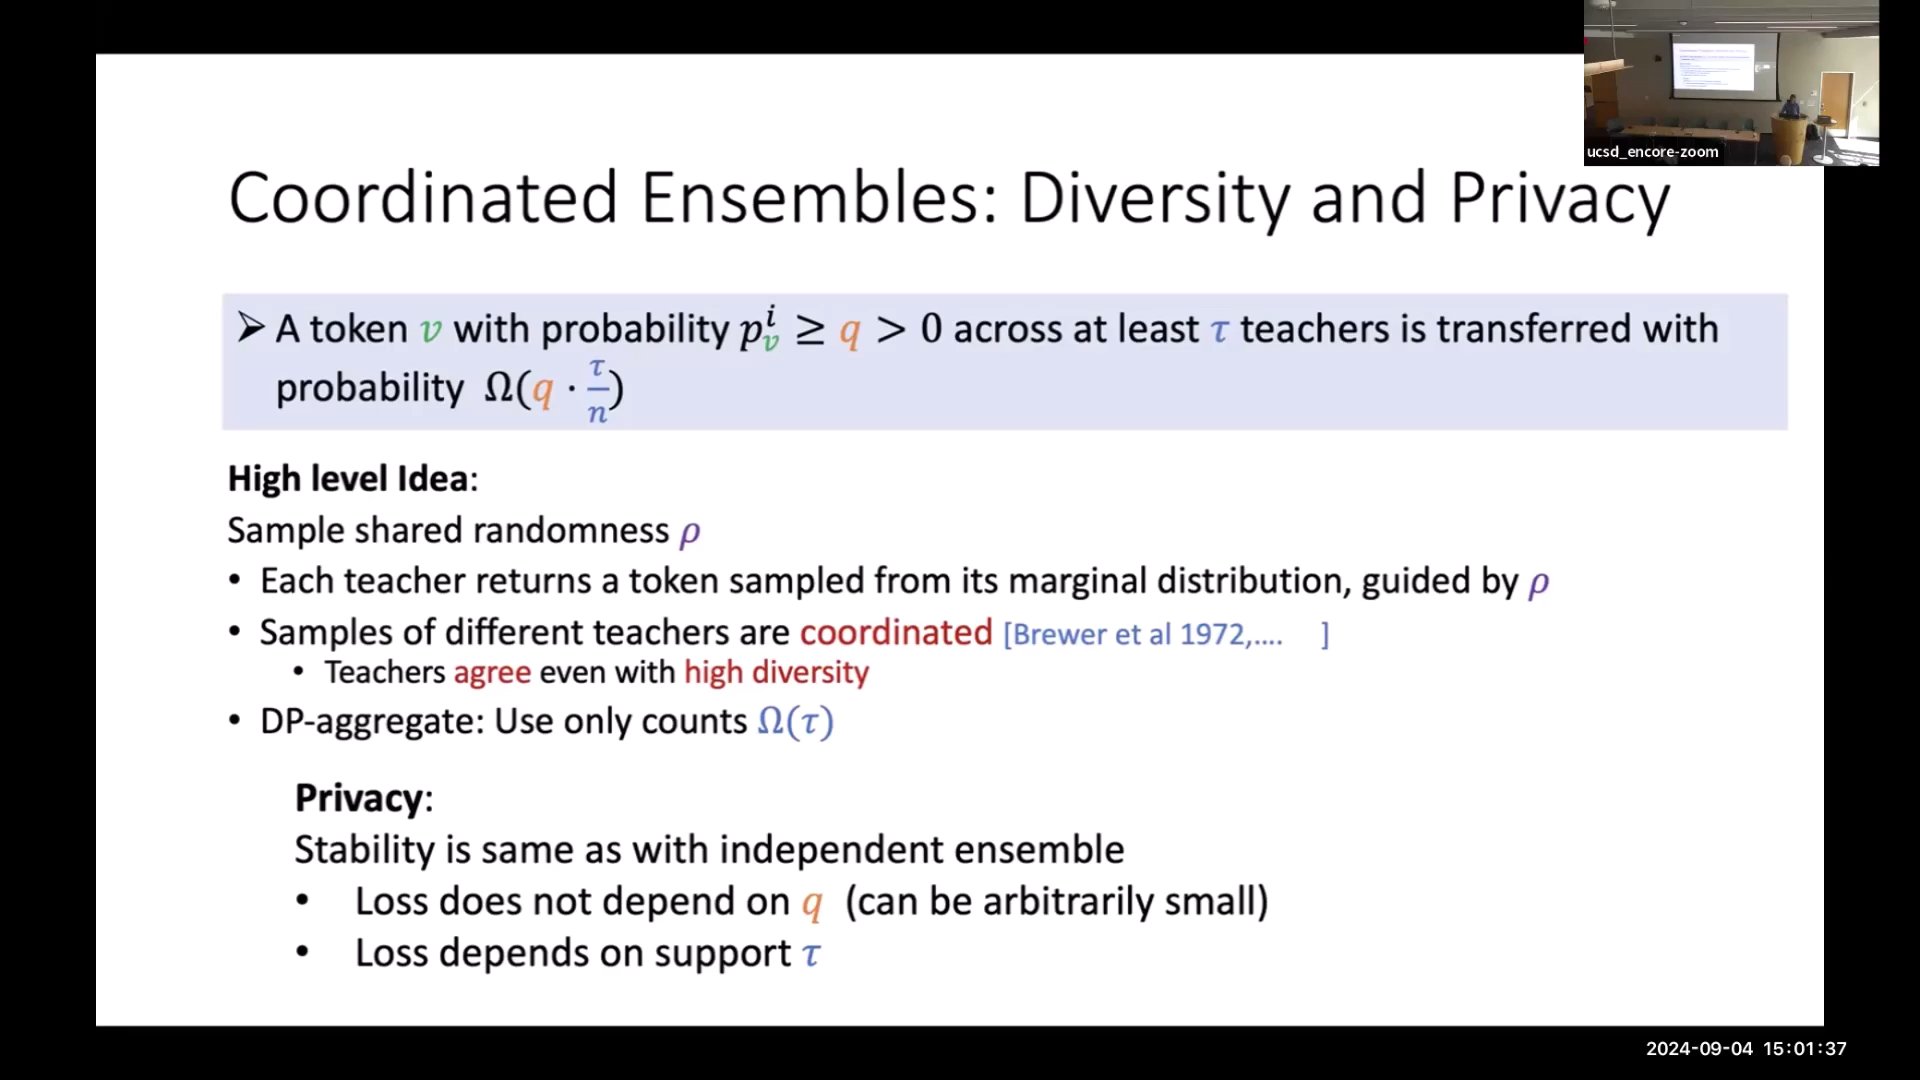 ucsd_encore-zoom
Coordinated Ensembles: Diversity and Privacy
➢ A token v with probability p_v^i ≥ q > 0 across at least τ teachers is transferred with
probability Ω(q · τ/n)
High level Idea:
Sample shared randomness ρ
• Each teacher returns a token sampled from its marginal distribution, guided by ρ
• Samples of different teachers are coordinated [Brewer et al 1972,.... ]
• Teachers agree even with high diversity
• DP-aggregate: Use only counts Ω(τ)
Privacy:
Stability is same as with independent ensemble
• Loss does not depend on q (can be arbitrarily small)
• Loss depends on support τ
2024-09-04 15:01:37